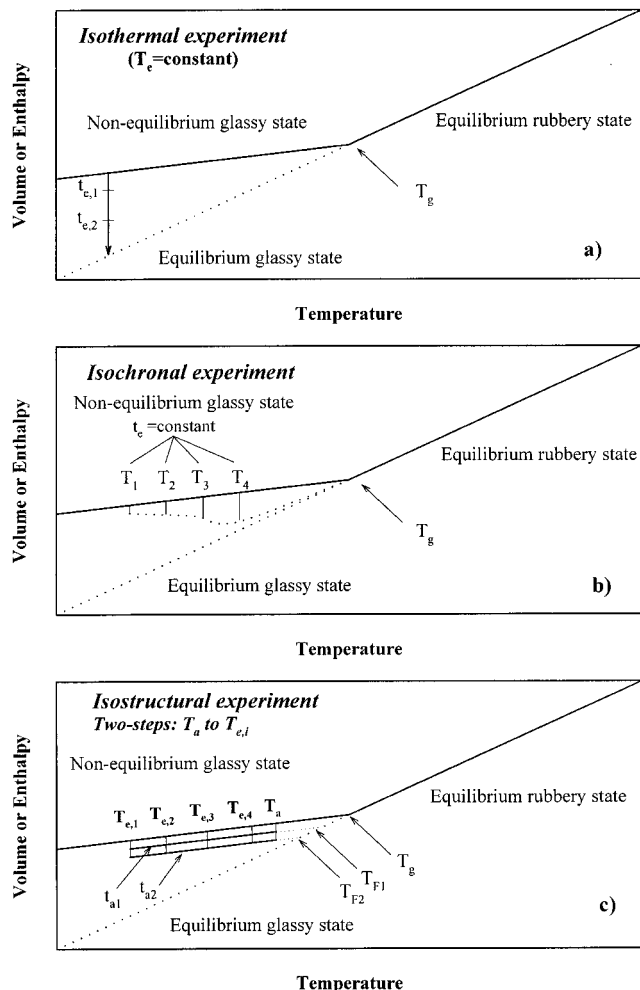 Isothermal experiment
(Te=constant)
Non-equilibrium glassy state
Equilibrium rubbery state
te,1
te,2
Tg
Equilibrium glassy state
a)
Volume or Enthalpy
Temperature
Isochronal experiment
Non-equilibrium glassy state
te =constant
T1 T2 T3 T4
Equilibrium rubbery state
Tg
Equilibrium glassy state
b)
Volume or Enthalpy
Temperature
Isostructural experiment
Two-steps: Ta to Te,i
Non-equilibrium glassy state
Te,1 Te,2 Te,3 Te,4 Ta
Equilibrium rubbery state
Tg
TF1
TF2
ta1
ta2
Equilibrium glassy state
c)
Volume or Enthalpy
Temperature